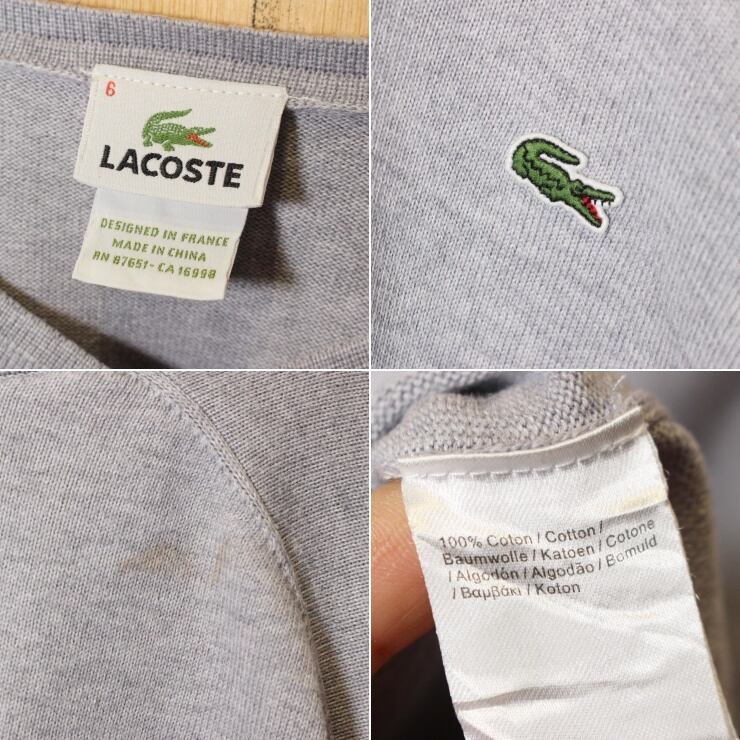 6
LACOSTE
DESIGNED IN FRANCE
MADE IN CHINA
RN 87651-CA 16998
100% Coton / Cotton /
Baumwolle / Katoen / Cotone
/ Algodón / Algodão / Bomuld
/ Βαμβάκι / Koton